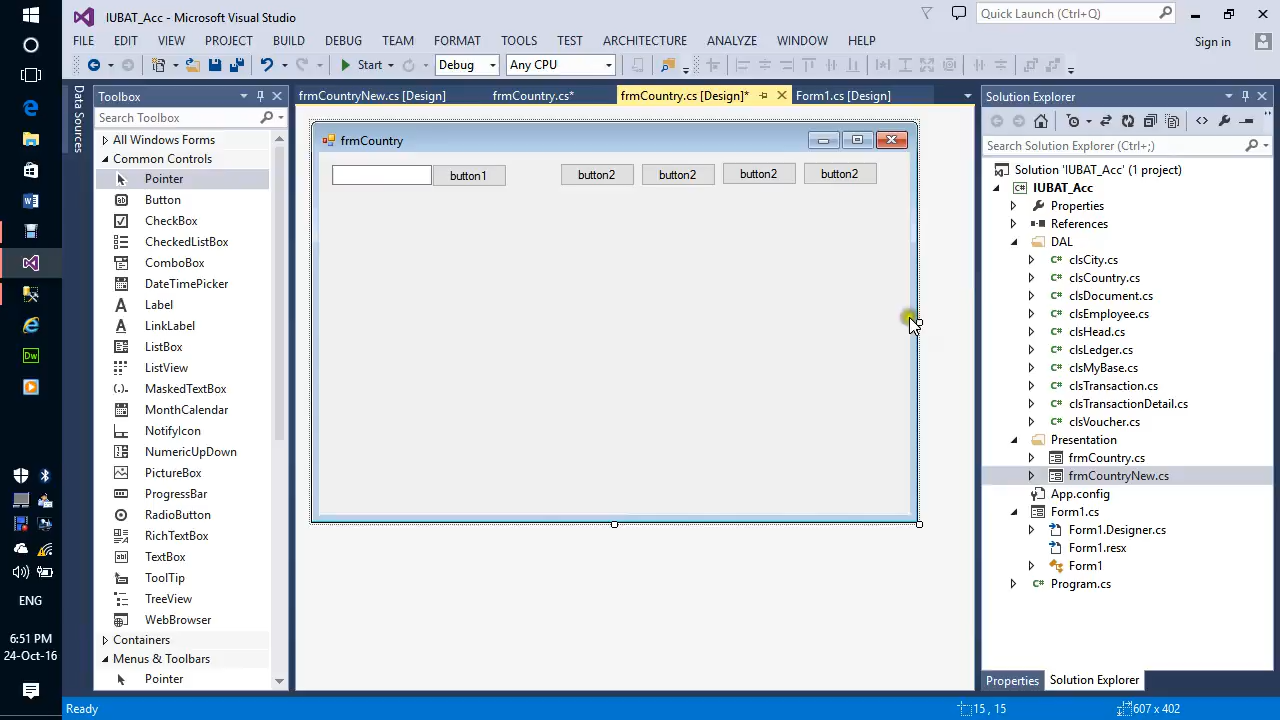 IUBAT_Acc - Microsoft Visual Studio
Quick Launch (Ctrl+Q)
FILE EDIT VIEW PROJECT BUILD DEBUG TEAM FORMAT TOOLS TEST ARCHITECTURE ANALYZE WINDOW HELP
Sign in
Start
Debug
Any CPU
Data Sources
Toolbox
Search Toolbox
All Windows Forms
Common Controls
Pointer
Button
CheckBox
CheckedListBox
ComboBox
DateTimePicker
Label
LinkLabel
ListBox
ListView
MaskedTextBox
MonthCalendar
NotifyIcon
NumericUpDown
PictureBox
ProgressBar
RadioButton
RichTextBox
TextBox
ToolTip
TreeView
WebBrowser
Containers
Menus & Toolbars
Pointer
frmCountryNew.cs [Design]
frmCountry.cs*
frmCountry.cs [Design]*
Form1.cs [Design]
frmCountry
button1
button2
button2
button2
button2
Solution Explorer
Search Solution Explorer (Ctrl+;)
Solution 'IUBAT_Acc' (1 project)
IUBAT_Acc
Properties
References
DAL
clsCity.cs
clsCountry.cs
clsDocument.cs
clsEmployee.cs
clsHead.cs
clsLedger.cs
clsMyBase.cs
clsTransaction.cs
clsTransactionDetail.cs
clsVoucher.cs
Presentation
frmCountry.cs
frmCountryNew.cs
App.config
Form1.cs
Form1.Designer.cs
Form1.resx
Form1
Program.cs
Properties
Solution Explorer
Dw
ENG
6:51 PM
24-Oct-16
Ready
15 , 15
607 x 402